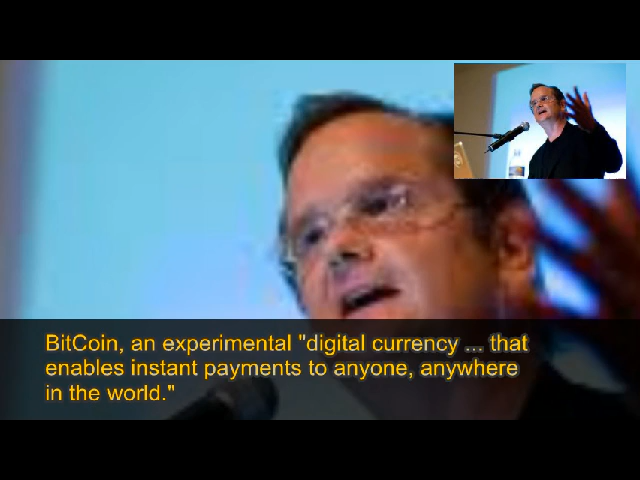 BitCoin, an experimental "digital currency ... that
enables instant payments to anyone, anywhere
in the world."